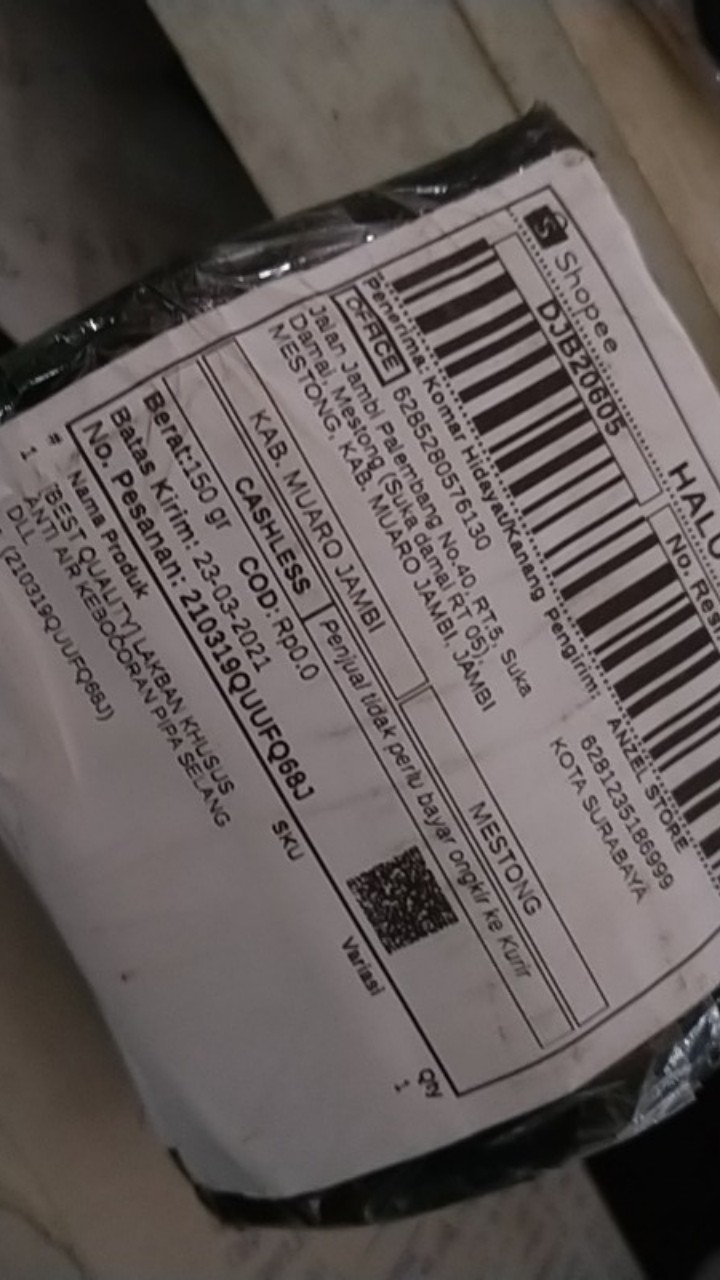 Shopee
HALO
DJB20605
No. Resi
Penerima: Komar Hidayat/Kanang
Pengirim: ANZEL STORE
OFFICE
6285280576130
6281235186999
Jalan Jambi Palembang No.40, RT.5, Suka
KOTA SURABAYA
Damai, Mestong (Suka damai RT 05),
MESTONG, KAB. MUARO JAMBI, JAMBI
KAB. MUARO JAMBI
MESTONG
CASHLESS
Penjual tidak perlu bayar ongkir ke Kurir
Berat:150 gr
COD: Rp0.0
Batas Kirim: 23-03-2021
No. Pesanan: 210319QUUFQ68J
# Nama Produk SKU Variasi Qty
1 [BEST QUALITY] LAKBAN KHUSUS 1
ANTI AIR KEBOCORAN PIPA SELANG
DLL
(210319QUUFQ68J)